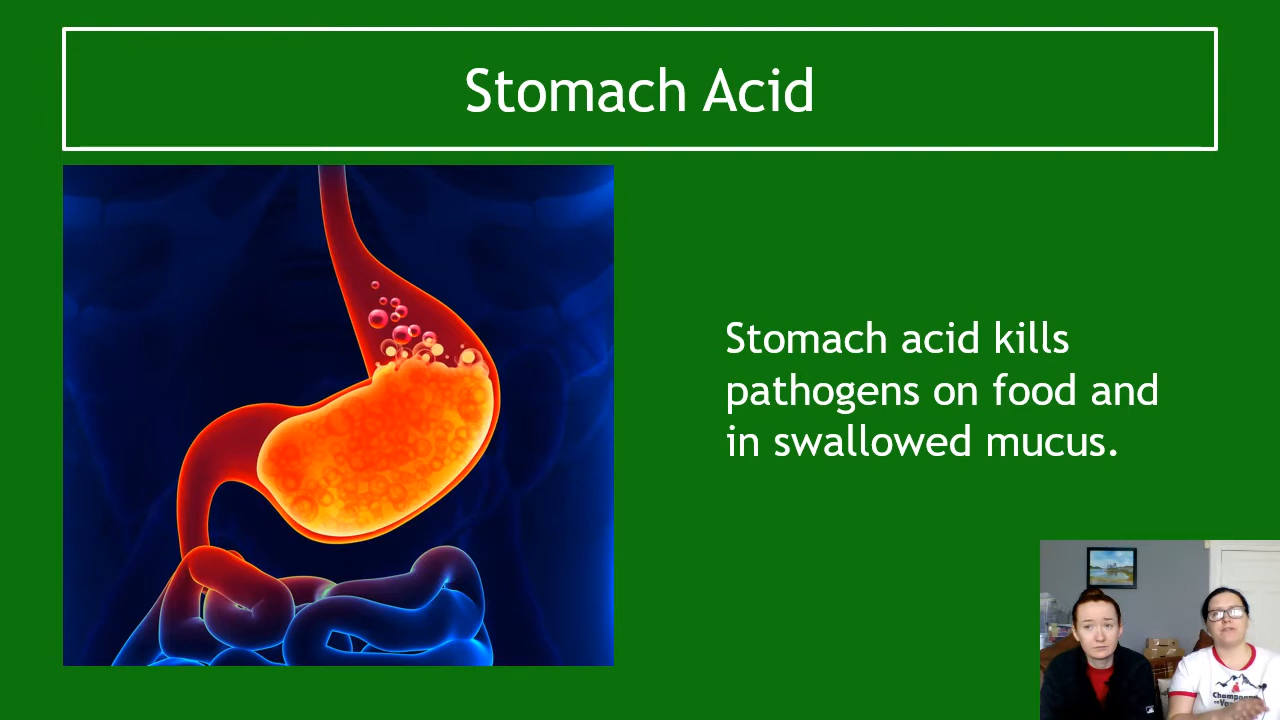 Stomach Acid
Stomach acid kills
pathogens on food and
in swallowed mucus.